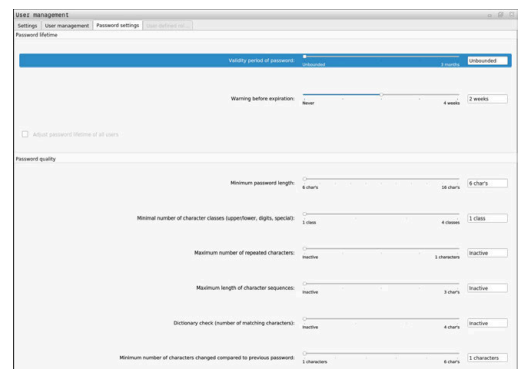 User management
Settings User management Password settings User defined rol...
Password lifetime
Validity period of password:
Unbounded 3 months
Unbounded
Warning before expiration:
Never 4 weeks
2 weeks
Adjust password lifetime of all users
Password quality
Minimum password length:
6 char's 16 char's
6 char's
Minimal number of character classes (upper/lower, digits, special):
1 class 4 classes
1 class
Maximum number of repeated characters:
Inactive 1 characters
Inactive
Maximum length of character sequences:
Inactive 3 char's
Inactive
Dictionary check (number of matching characters):
Inactive 4 char's
Inactive
Minimum number of characters changed compared to previous password:
1 characters 6 char's
1 characters